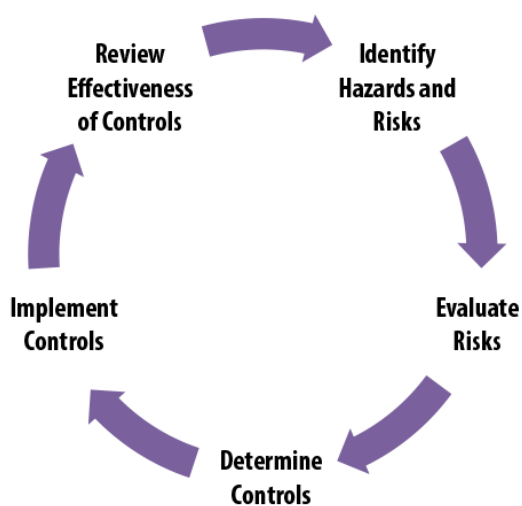 Review
Effectiveness
of Controls
Identify
Hazards and
Risks
Evaluate
Risks
Determine
Controls
Implement
Controls